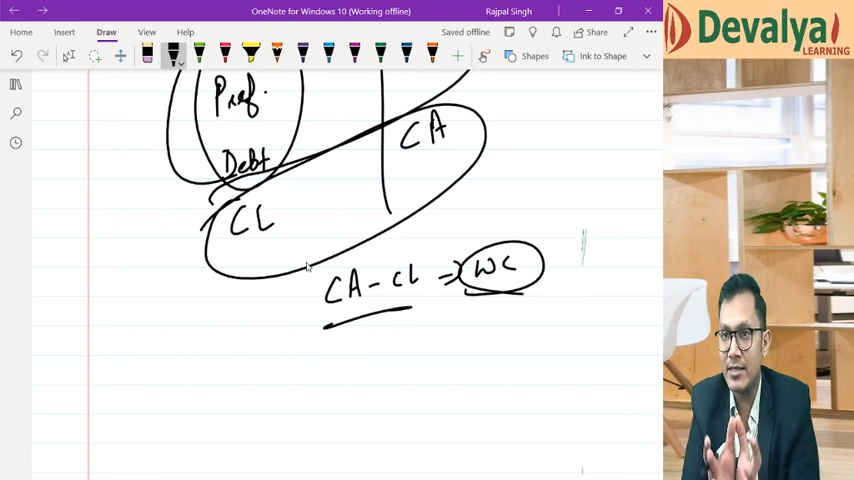 OneNote for Windows 10 (Working offline)
Rajpal Singh
Home Insert Draw View Help
Saved offline
Share
Shapes
Ink to Shape
Devalya
LEARNING
Pref.
Debt
CA
CL
CA - CL => WC